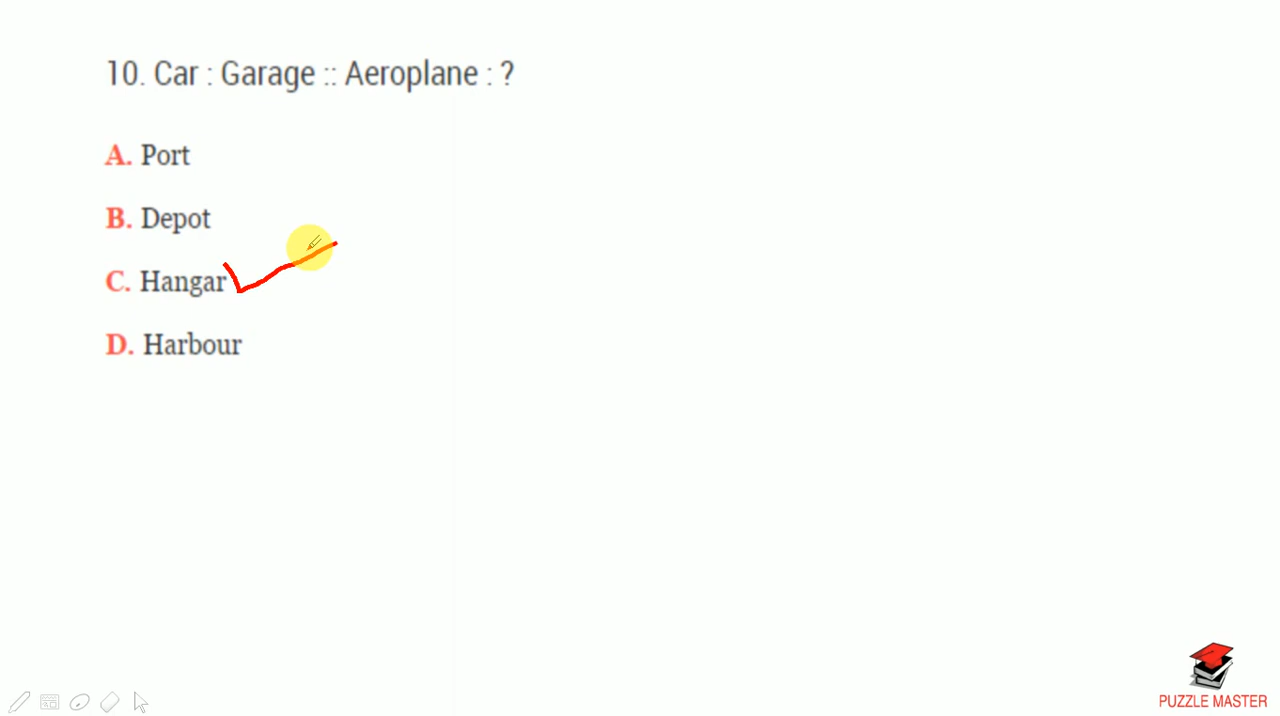 10. Car : Garage :: Aeroplane : ?
A. Port
B. Depot
C. Hangar
D. Harbour
PUZZLE MASTER